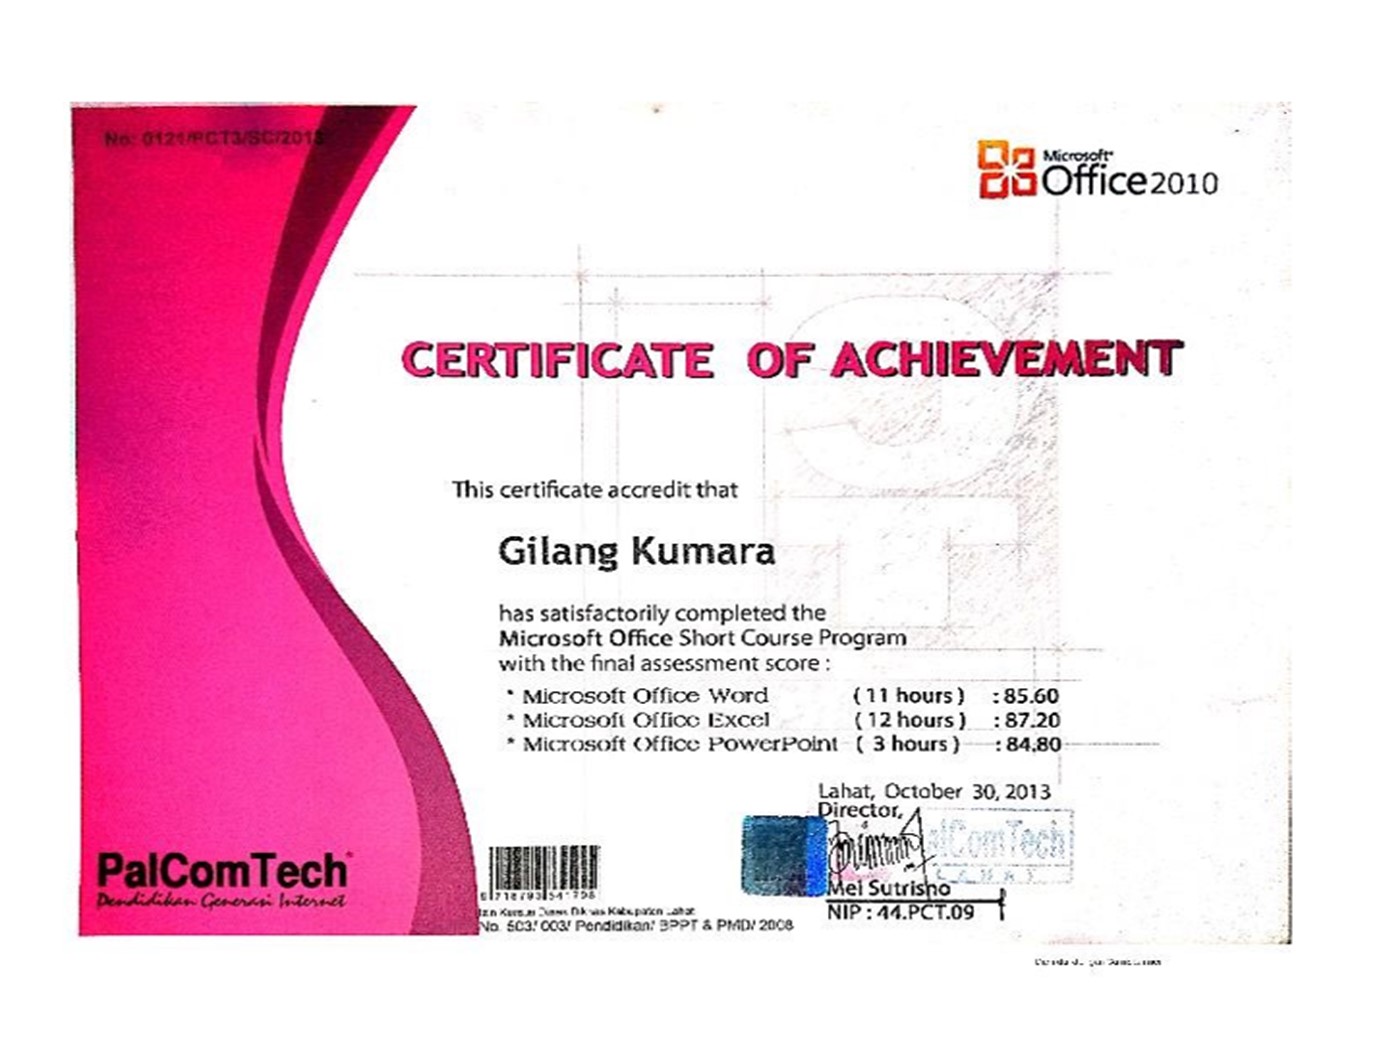 No: 0121/PCT3/SC/2013
Microsoft®
Office 2010
CERTIFICATE OF ACHIEVEMENT
This certificate accredit that
Gilang Kumara
has satisfactorily completed the
Microsoft Office Short Course Program
with the final assessment score :
* Microsoft Office Word ( 11 hours ) : 85.60
* Microsoft Office Excel ( 12 hours ) : 87.20
* Microsoft Office PowerPoint ( 3 hours ) : 84.80
Lahat, October 30, 2013
Director,
PalComTech
LAHAT
Mei Sutrisno
NIP : 44.PCT.09
PalComTech®
Pendidikan Generasi Internet
Izin Kursus Dinas Diknas Kabupaten Lahat
No. 503/ 003/ Pendidikan/ BPPT & PMD/ 2008